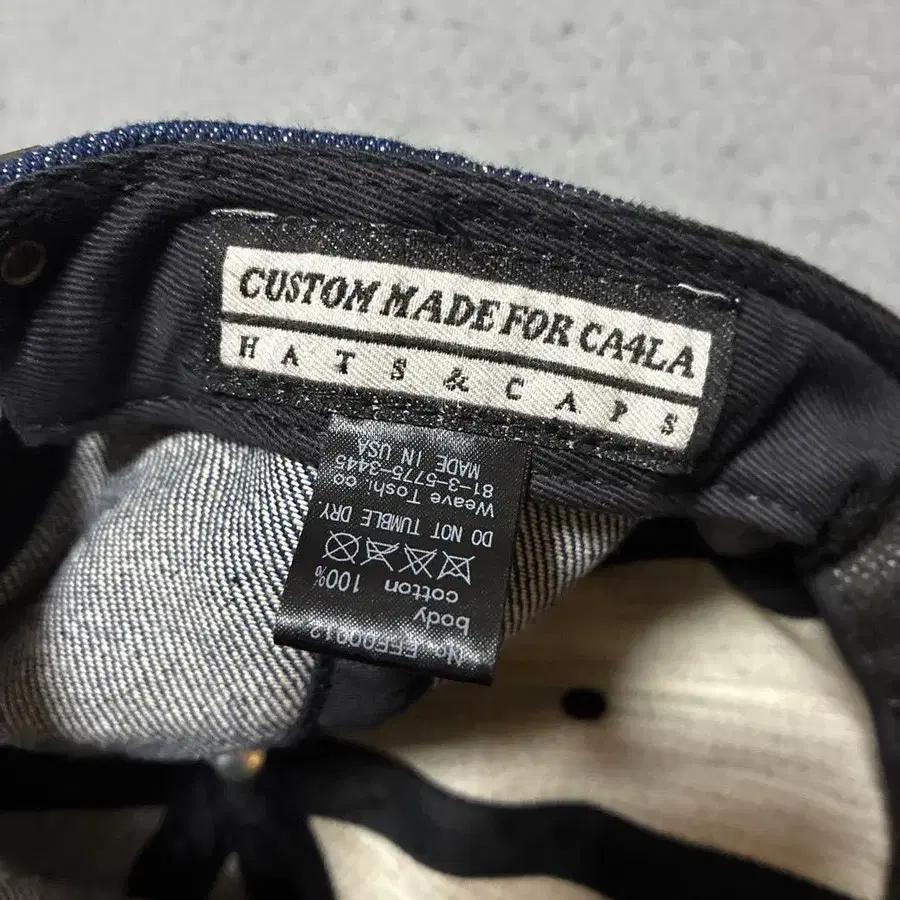 CUSTOM MADE FOR CA4LA
HATS & CAPS
No. EFF00012
body
cotton 100%
DO NOT TUMBLE DRY
Weave Toshi co
81-3-5775-3445
MADE IN USA